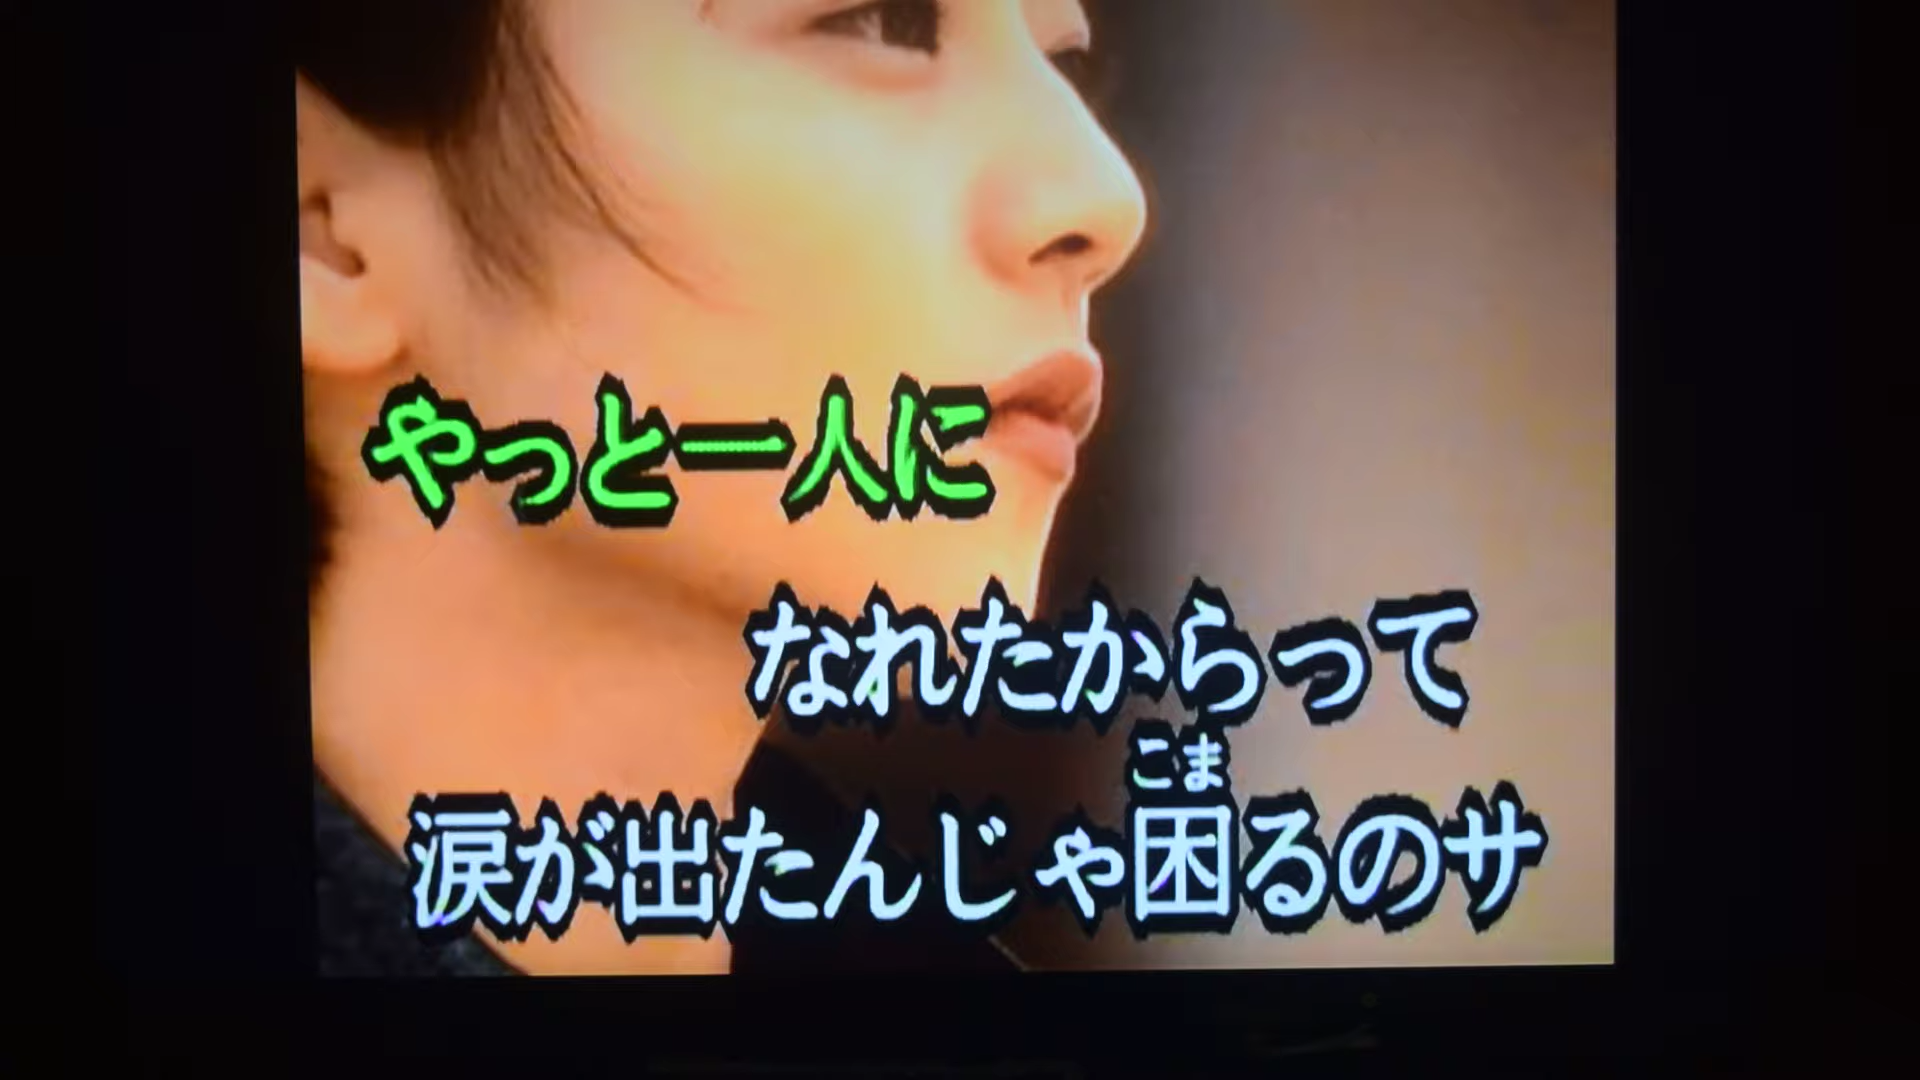 やっと一人に
なれたからって
こま
涙が出たんじゃ困るのサ